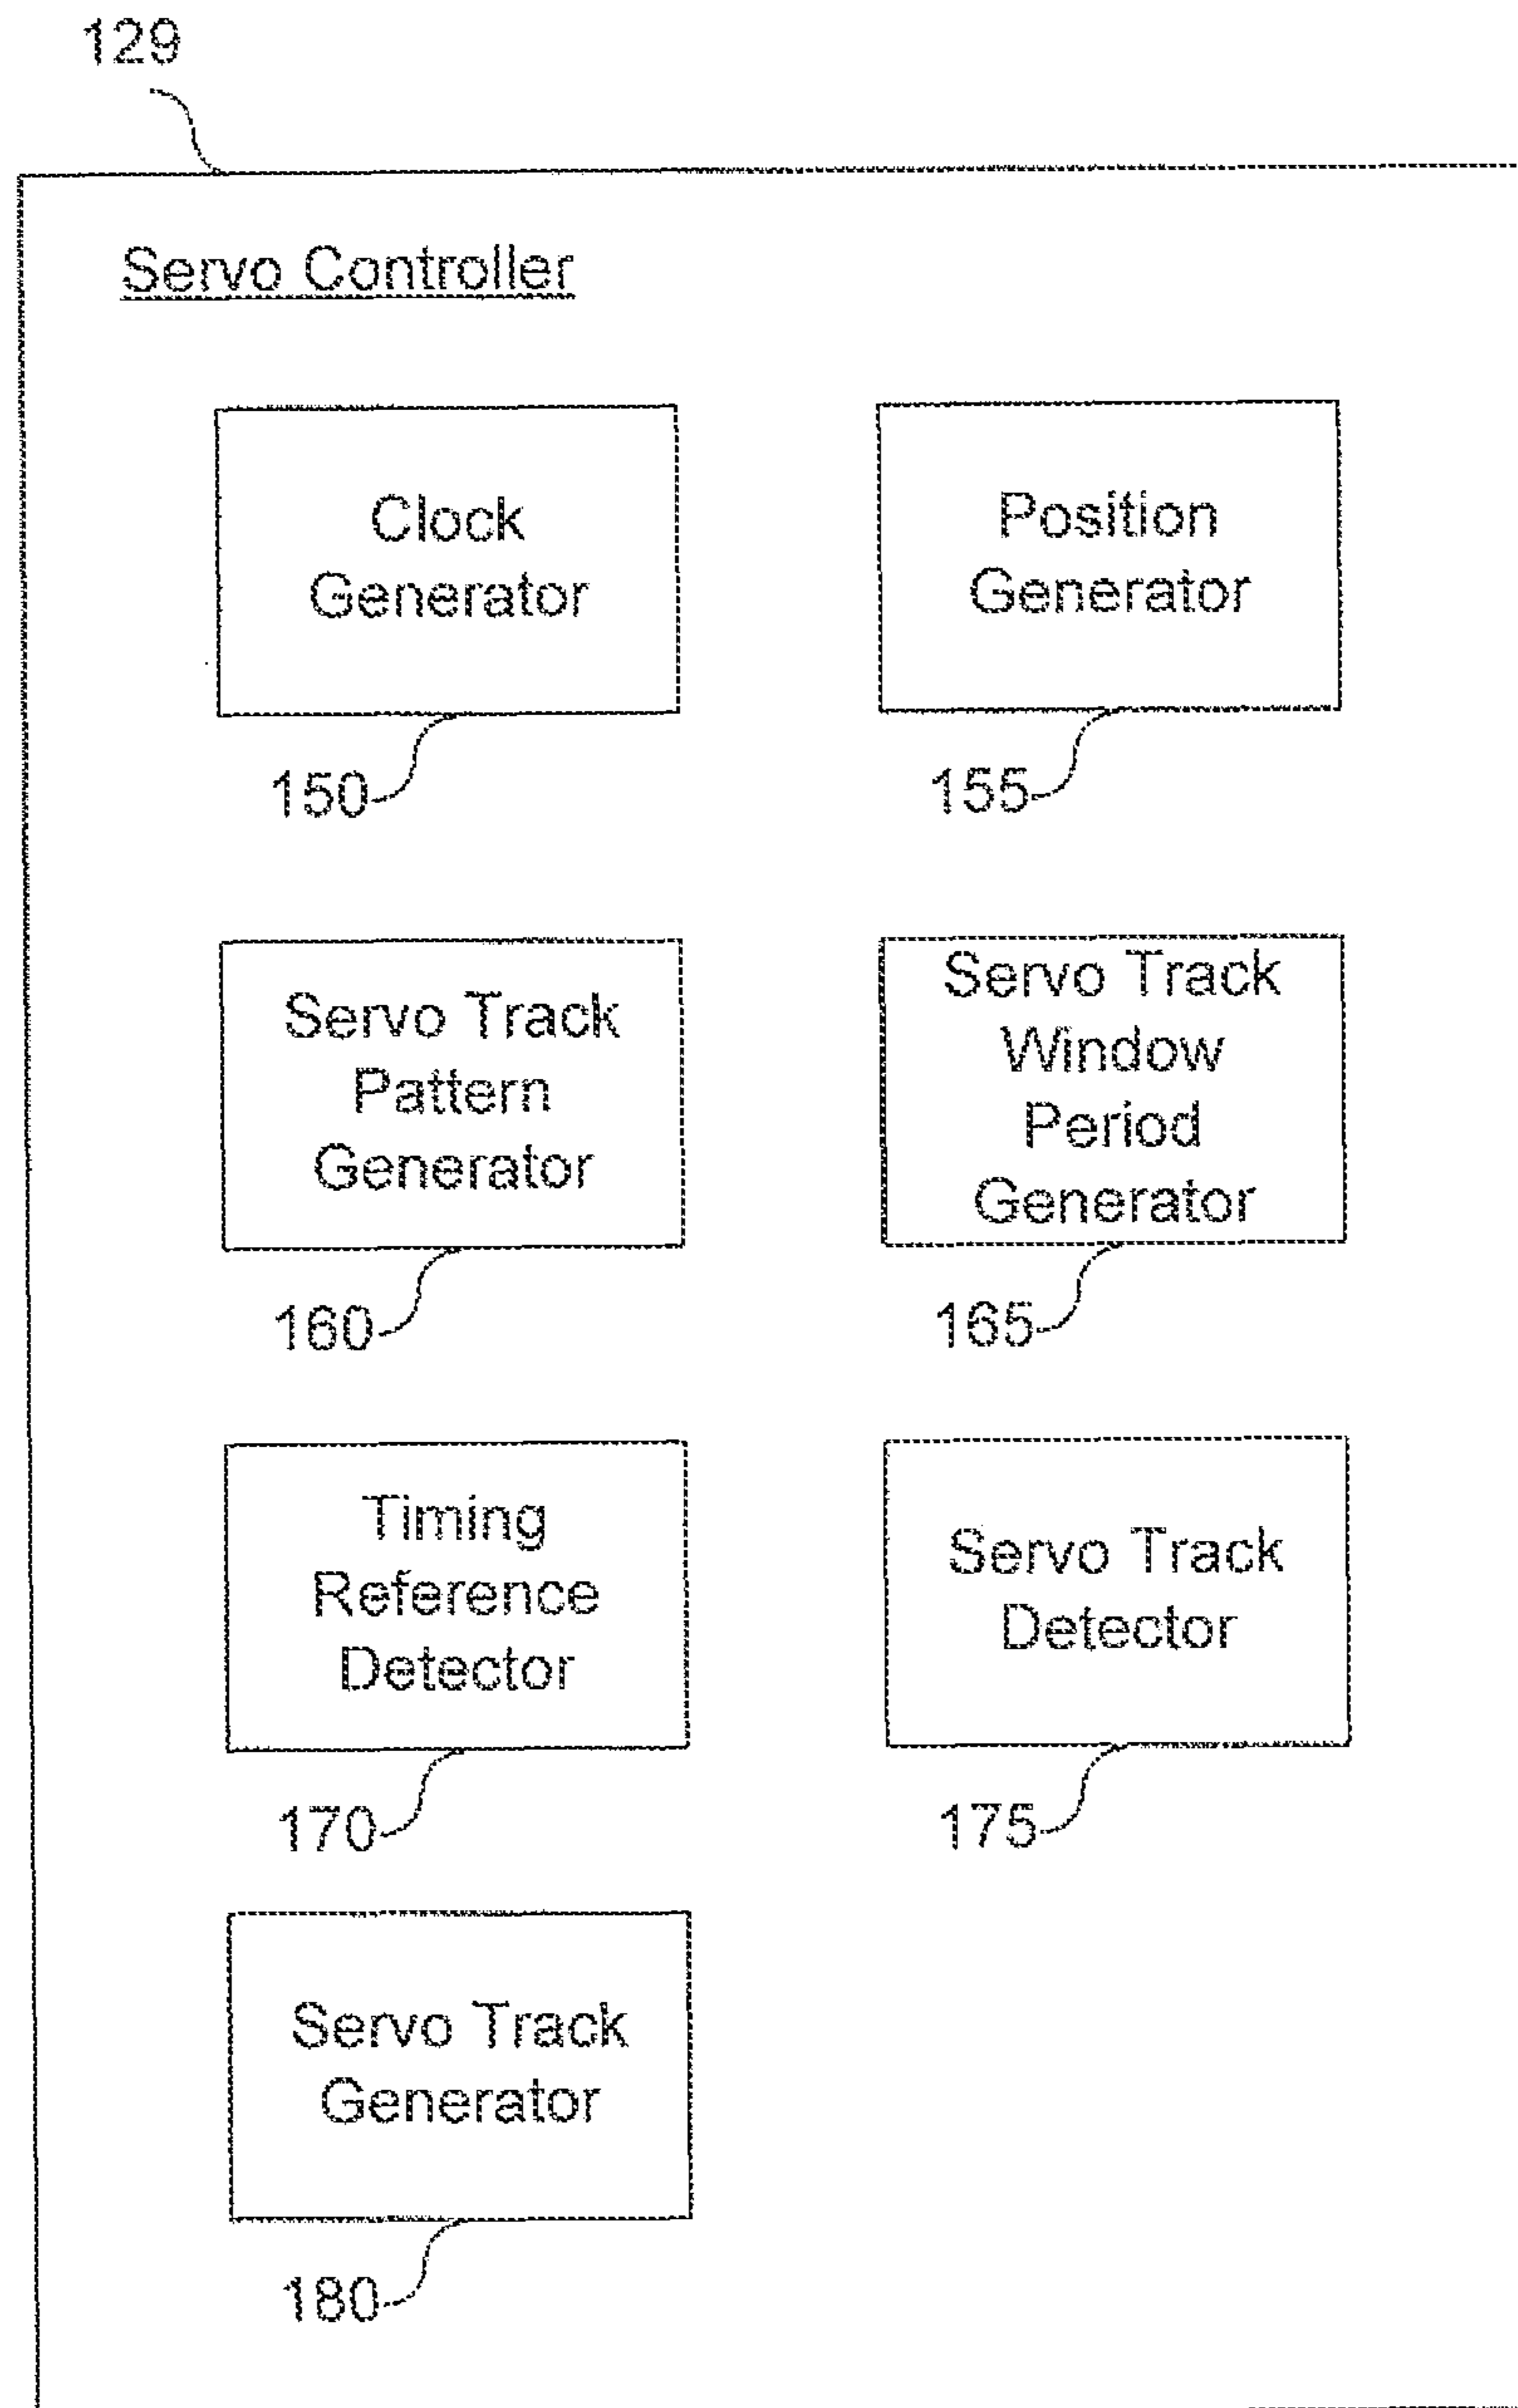 129
Servo Controller
Clock
Generator
150
Position
Generator
155
Servo Track
Pattern
Generator
160
Servo Track
Window
Period
Generator
165
Timing
Reference
Detector
170
Servo Track
Detector
175
Servo Track
Generator
180